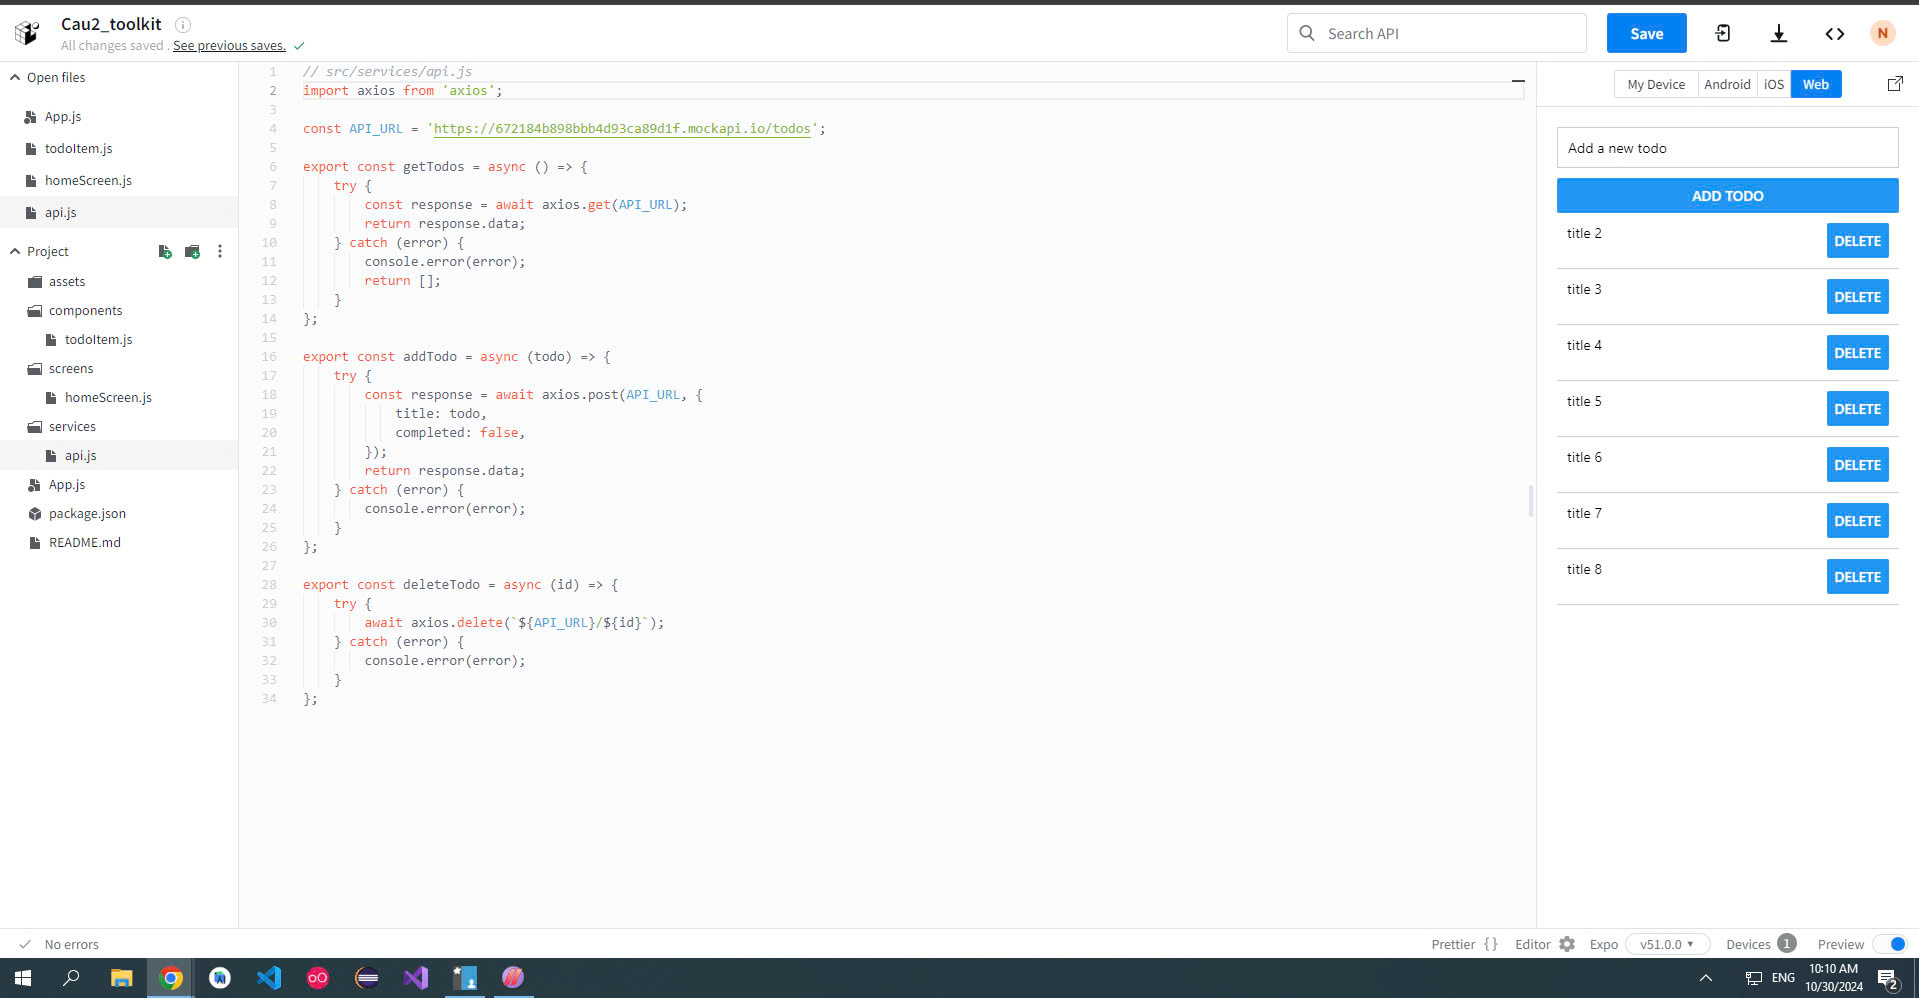 Cau2_toolkit
All changes saved . See previous saves.
Search API
Save
N
Open files
App.js
todoItem.js
homeScreen.js
api.js
Project
assets
components
todoItem.js
screens
homeScreen.js
services
api.js
App.js
package.json
README.md
1 // src/services/api.js
2 import axios from 'axios';
3
4 const API_URL = 'https://672184b898bbb4d93ca89d1f.mockapi.io/todos';
5
6 export const getTodos = async () => {
7     try {
8         const response = await axios.get(API_URL);
9         return response.data;
10     } catch (error) {
11         console.error(error);
12         return [];
13     }
14 };
15
16 export const addTodo = async (todo) => {
17     try {
18         const response = await axios.post(API_URL, {
19             title: todo,
20             completed: false,
21         });
22         return response.data;
23     } catch (error) {
24         console.error(error);
25     }
26 };
27
28 export const deleteTodo = async (id) => {
29     try {
30         await axios.delete(`${API_URL}/${id}`);
31     } catch (error) {
32         console.error(error);
33     }
34 };
My Device Android iOS Web
Add a new todo
ADD TODO
title 2 DELETE
title 3 DELETE
title 4 DELETE
title 5 DELETE
title 6 DELETE
title 7 DELETE
title 8 DELETE
No errors
Prettier { } Editor Expo v51.0.0 Devices 1 Preview
ENG
10:10 AM
10/30/2024
2